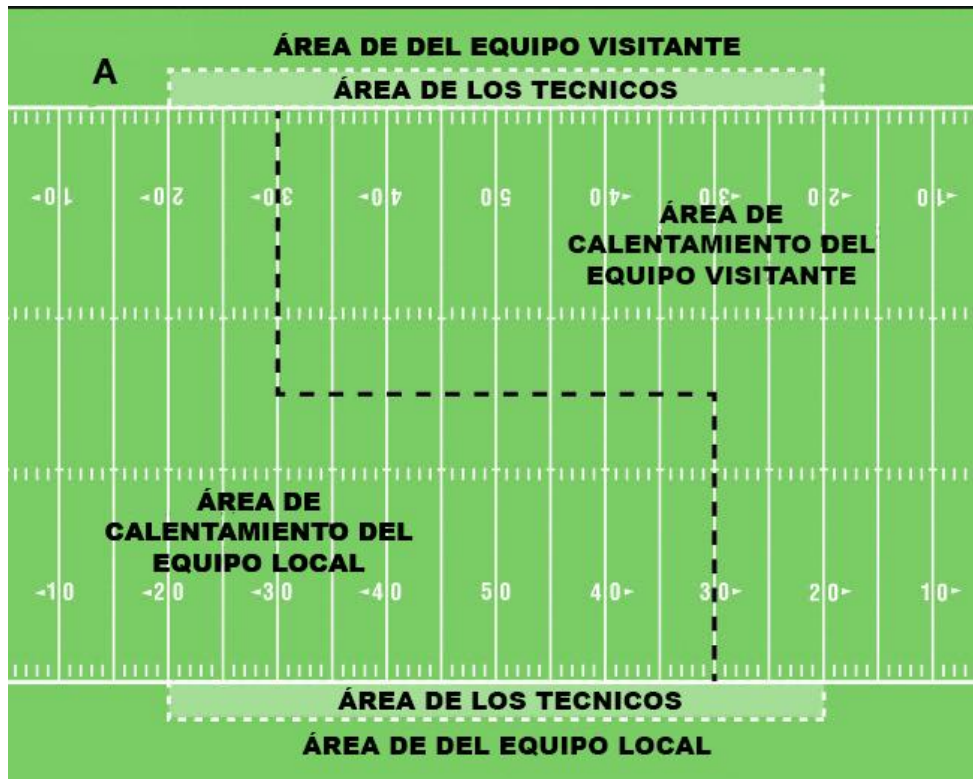 ÁREA DE DEL EQUIPO VISITANTE
A
ÁREA DE LOS TECNICOS
10 20 30 40 50 40 30 20 10
ÁREA DE
CALENTAMIENTO DEL
EQUIPO VISITANTE
ÁREA DE
CALENTAMIENTO DEL
EQUIPO LOCAL
10 20 30 40 50 40 30 20 10
ÁREA DE LOS TECNICOS
ÁREA DE DEL EQUIPO LOCAL